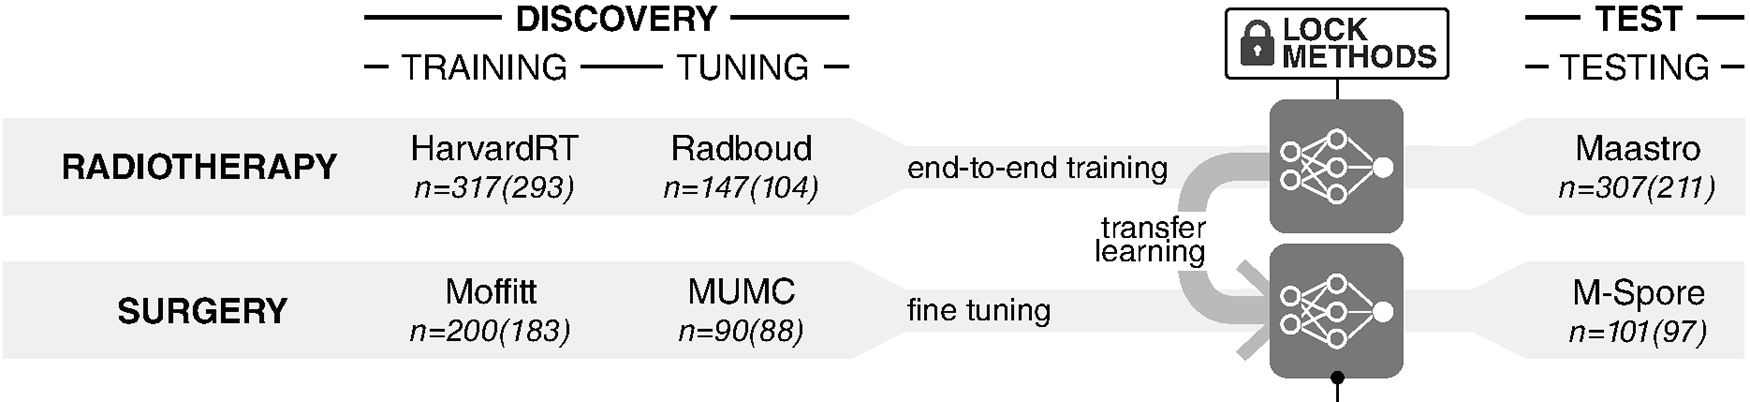 DISCOVERY
TRAINING
TUNING
LOCK
METHODS
TEST
TESTING
RADIOTHERAPY
HarvardRT
n=317(293)
Radboud
n=147(104)
end-to-end training
Maastro
n=307(211)
transfer
learning
SURGERY
Moffitt
n=200(183)
MUMC
n=90(88)
fine tuning
M-Spore
n=101(97)